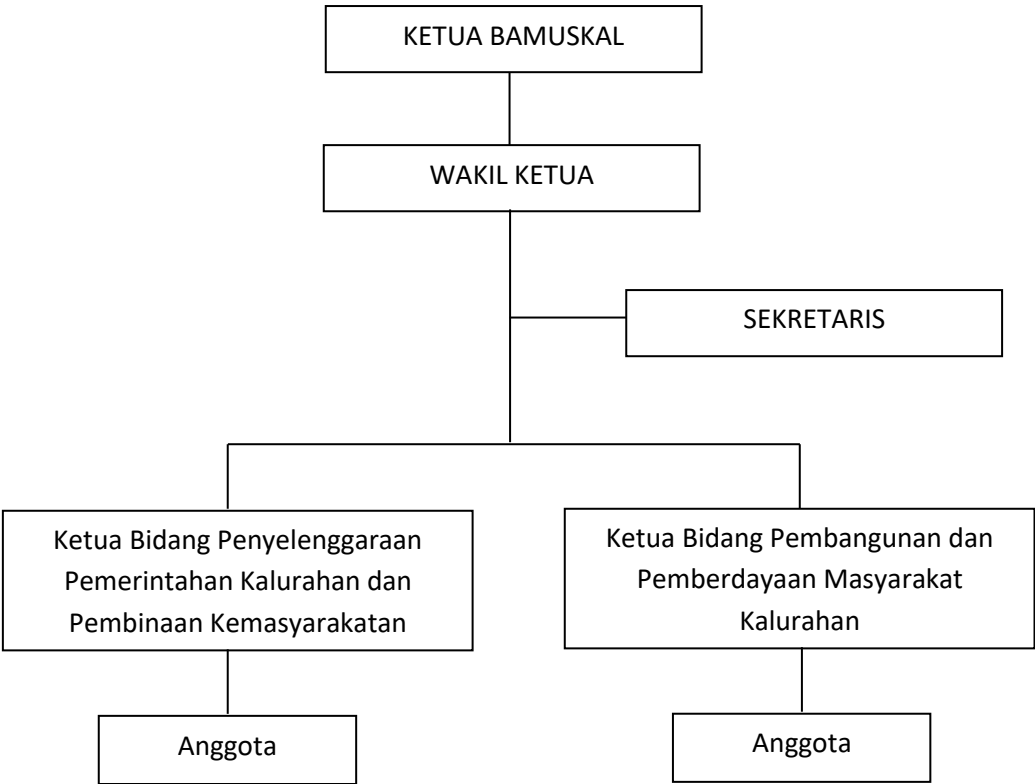 KETUA BAMUSKAL
WAKIL KETUA
SEKRETARIS
Ketua Bidang Penyelenggaraan
Pemerintahan Kalurahan dan
Pembinaan Kemasyarakatan
Ketua Bidang Pembangunan dan
Pemberdayaan Masyarakat
Kalurahan
Anggota
Anggota